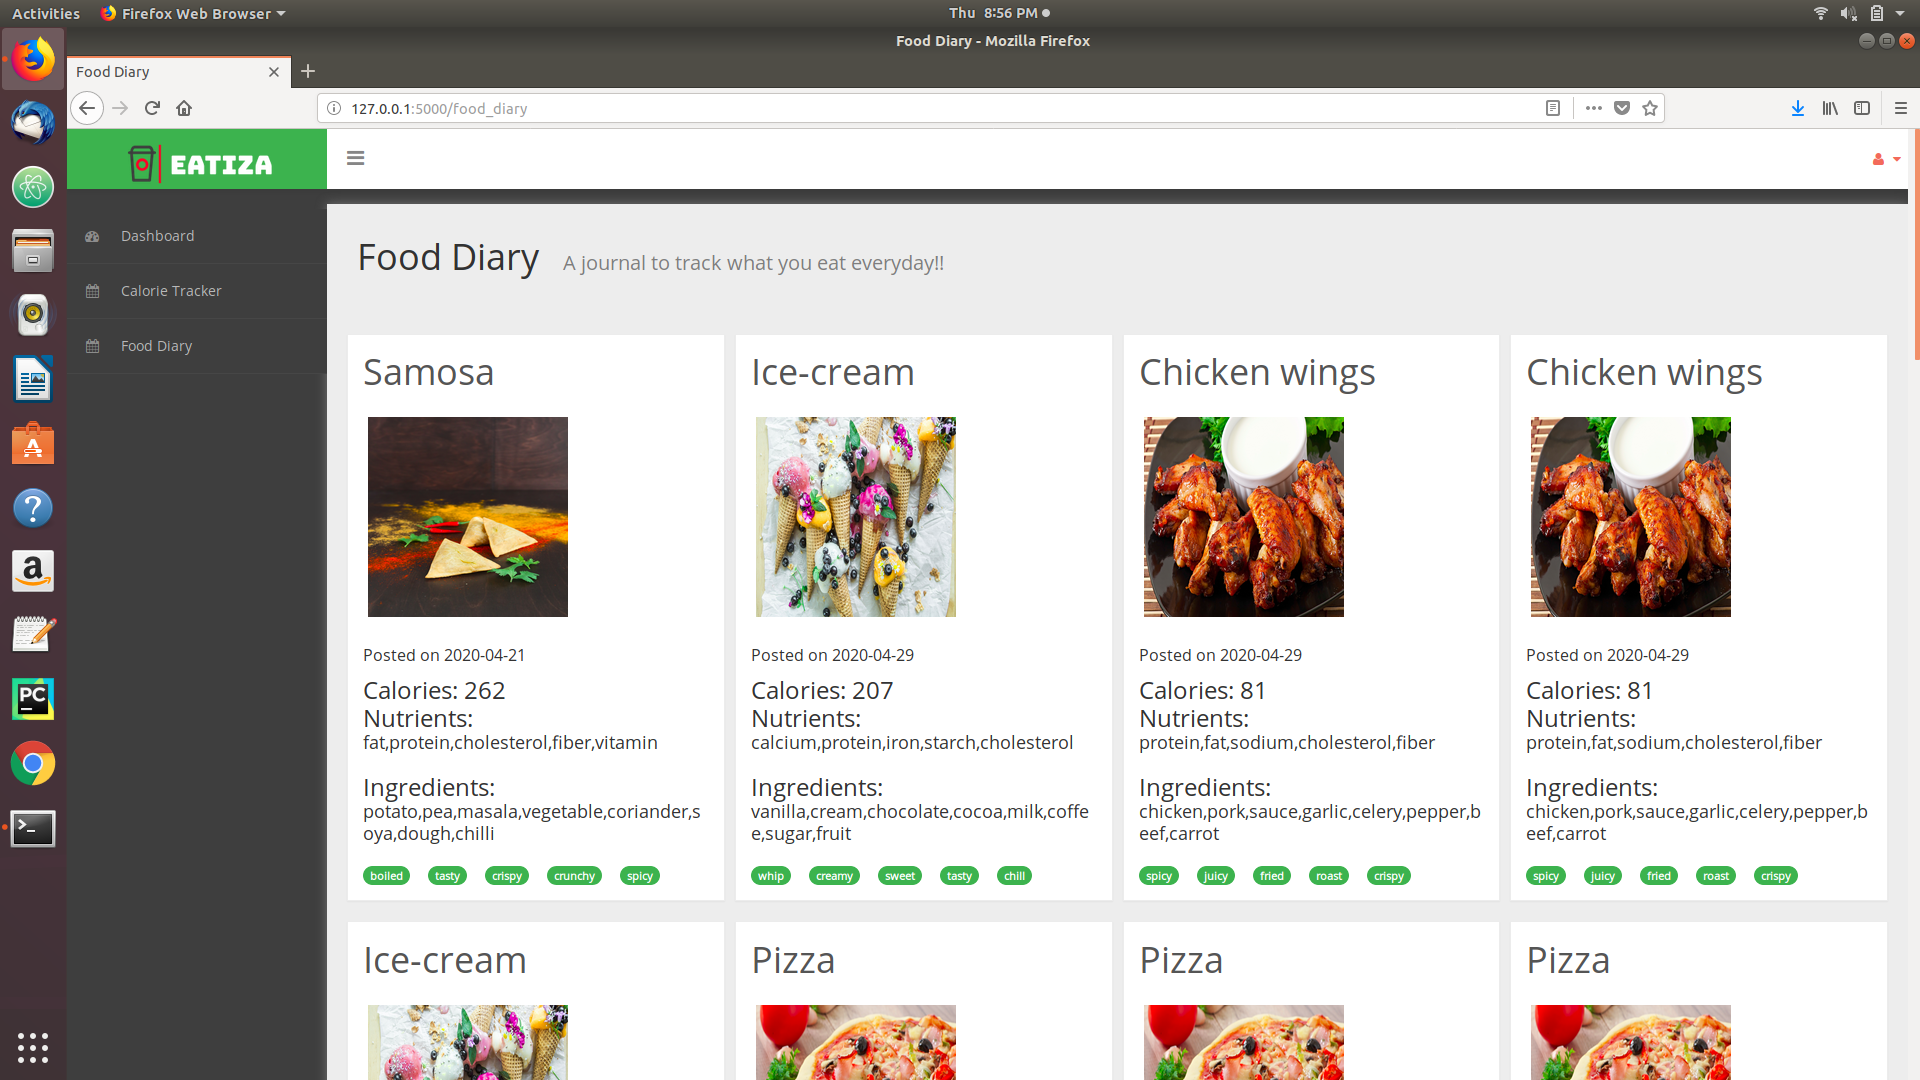 Activities Firefox Web Browser Thu 8:56 PM
Food Diary - Mozilla Firefox
Food Diary
127.0.0.1:5000/food_diary
EATIZA
Dashboard
Calorie Tracker
Food Diary
Food Diary A journal to track what you eat everyday!!
Samosa
Posted on 2020-04-21
Calories: 262
Nutrients:
fat,protein,cholesterol,fiber,vitamin
Ingredients:
potato,pea,masala,vegetable,coriander,s
oya,dough,chilli
boiled tasty crispy crunchy spicy
Ice-cream
Posted on 2020-04-29
Calories: 207
Nutrients:
calcium,protein,iron,starch,cholesterol
Ingredients:
vanilla,cream,chocolate,cocoa,milk,coffe
e,sugar,fruit
whip creamy sweet tasty chill
Chicken wings
Posted on 2020-04-29
Calories: 81
Nutrients:
protein,fat,sodium,cholesterol,fiber
Ingredients:
chicken,pork,sauce,garlic,celery,pepper,b
eef,carrot
spicy juicy fried roast crispy
Chicken wings
Posted on 2020-04-29
Calories: 81
Nutrients:
protein,fat,sodium,cholesterol,fiber
Ingredients:
chicken,pork,sauce,garlic,celery,pepper,b
eef,carrot
spicy juicy fried roast crispy
Ice-cream
Pizza
Pizza
Pizza
A
?
a
PC
>_